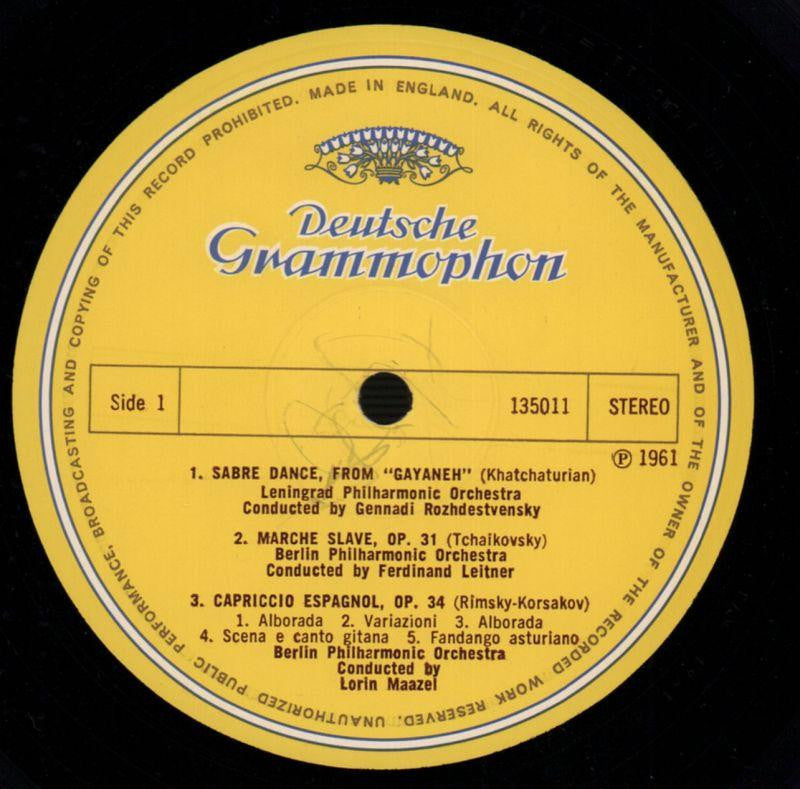 UNAUTHORIZED PUBLIC PERFORMANCE, BROADCASTING AND COPYING OF THIS RECORD PROHIBITED. MADE IN ENGLAND. ALL RIGHTS OF THE MANUFACTURER AND OF THE OWNER OF THE RECORDED WORK RESERVED.
Deutsche
Grammophon
Side 1 135011 STEREO
Ⓟ 1961
1. SABRE DANCE, FROM "GAYANEH" (Khatchaturian)
Leningrad Philharmonic Orchestra
Conducted by Gennadi Rozhdestvensky
2. MARCHE SLAVE, OP. 31 (Tchaikovsky)
Berlin Philharmonic Orchestra
Conducted by Ferdinand Leitner
3. CAPRICCIO ESPAGNOL, OP. 34 (Rimsky-Korsakov)
1. Alborada 2. Variazioni 3. Alborada
4. Scena e canto gitana 5. Fandango asturiano
Berlin Philharmonic Orchestra
Conducted by
Lorin Maazel